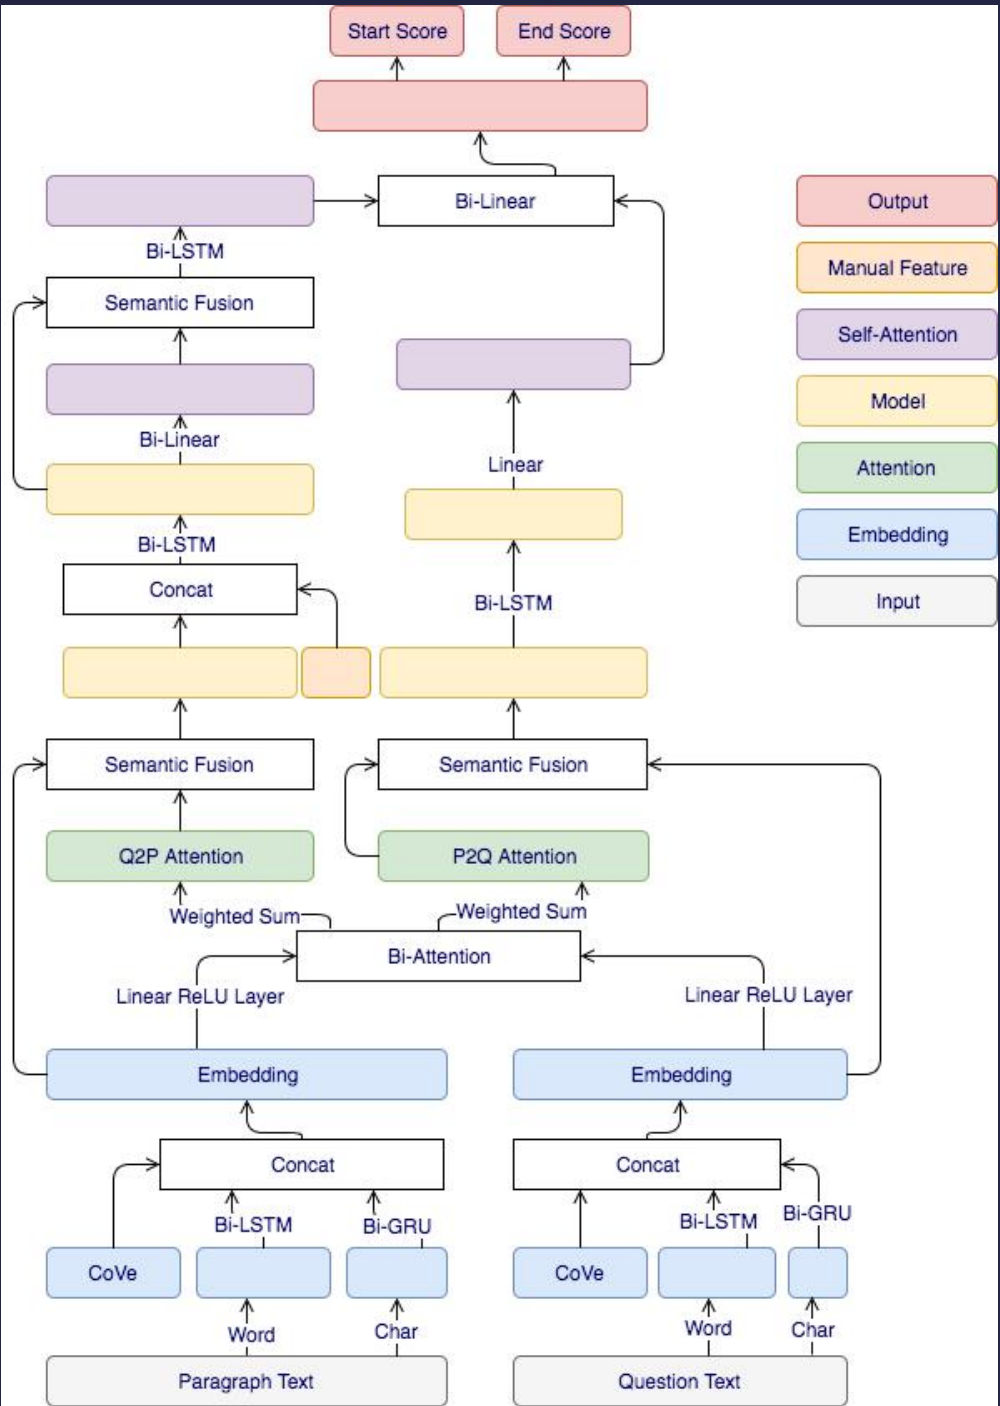 Start Score
End Score
Bi-Linear
Output
Bi-LSTM
Manual Feature
Semantic Fusion
Self-Attention
Bi-Linear
Model
Linear
Attention
Bi-LSTM
Embedding
Concat
Bi-LSTM
Input
Semantic Fusion
Semantic Fusion
Q2P Attention
P2Q Attention
Weighted Sum
Weighted Sum
Bi-Attention
Linear ReLU Layer
Linear ReLU Layer
Embedding
Embedding
Concat
Concat
Bi-LSTM
Bi-GRU
Bi-LSTM
Bi-GRU
CoVe
CoVe
Word
Char
Word
Char
Paragraph Text
Question Text